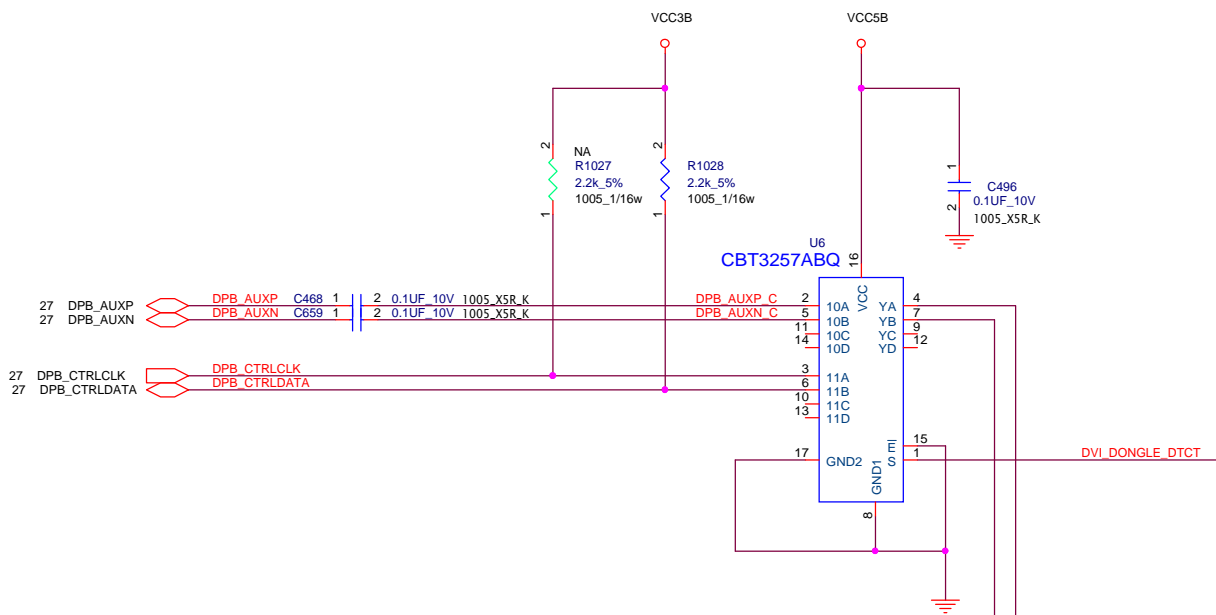 VCC3B
VCC5B
2
NA
R1027
2.2k_5%
1005_1/16w
1
2
R1028
2.2k_5%
1005_1/16w
1
1
C496
0.1UF_10V
2
1005_X5R_K
U6
CBT3257ABQ
16
VCC
27 DPB_AUXP DPB_AUXP C468 1 2 0.1UF_10V 1005_X5R_K DPB_AUXP_C 2 10A YA 4
27 DPB_AUXN DPB_AUXN C659 1 2 0.1UF_10V 1005_X5R_K DPB_AUXN_C 5 10B YB 7
11 10C YC 9
14 10D YD 12
27 DPB_CTRLCLK DPB_CTRLCLK 3 11A
27 DPB_CTRLDATA DPB_CTRLDATA 6 11B
10 11C
13 11D
E 15
17 GND2 S 1 DVI_DONGLE_DTCT
GND1
8